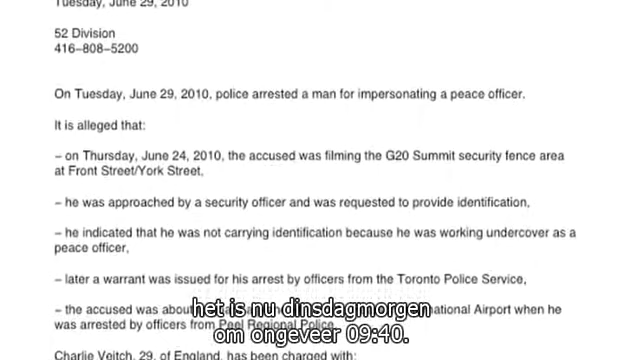 Tuesday, June 29, 2010
52 Division
416–808–5200
On Tuesday, June 29, 2010, police arrested a man for impersonating a peace officer.
It is alleged that:
– on Thursday, June 24, 2010, the accused was filming the G20 Summit security fence area
at Front Street/York Street,
– he was approached by a security officer and was requested to provide identification,
– he indicated that he was not carrying identification because he was working undercover as a
peace officer,
– later a warrant was issued for his arrest by officers from the Toronto Police Service,
– the accused was about national Airport when he
was arrested by officers from Peel Regional Police.
het is nu dinsdagmorgen
om ongeveer 09:40.
Charlie Veitch, 29, of England, has been charged with: